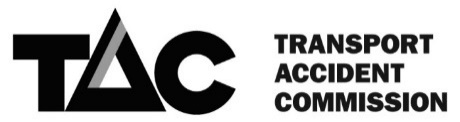 TAC
TRANSPORT
ACCIDENT
COMMISSION